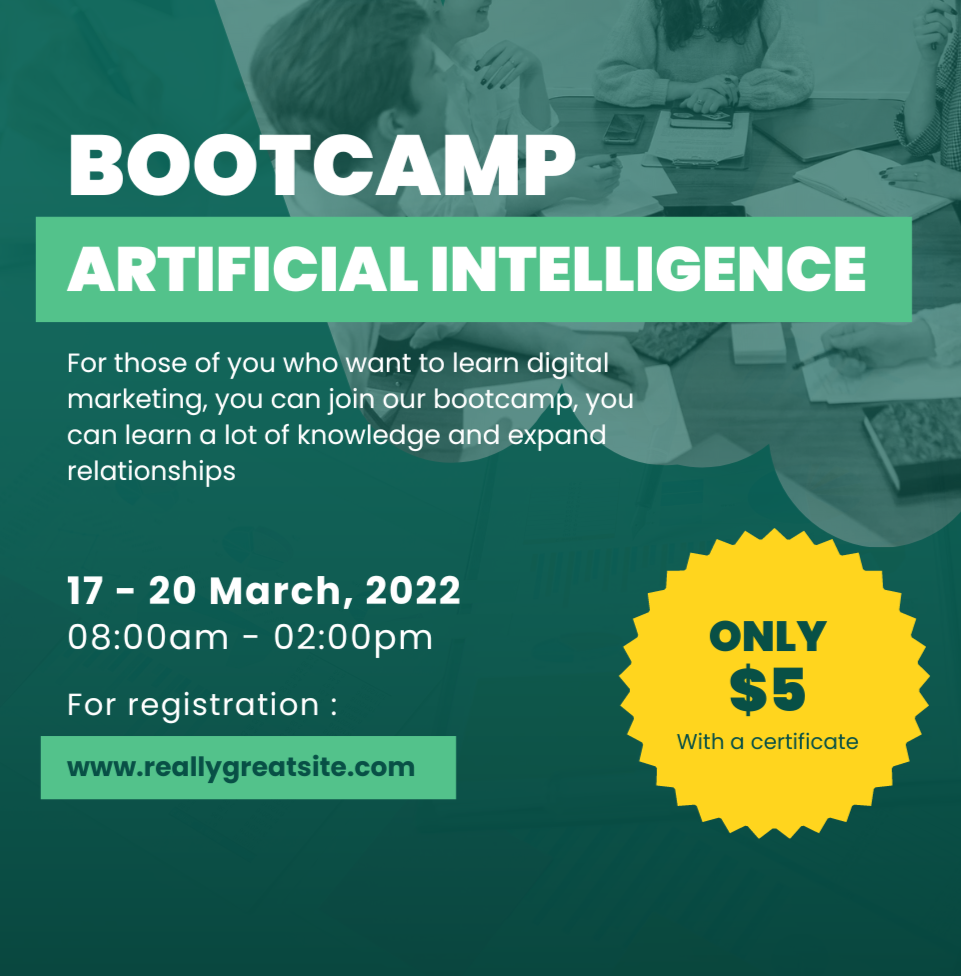 BOOTCAMP
ARTIFICIAL INTELLIGENCE
For those of you who want to learn digital
marketing, you can join our bootcamp, you
can learn a lot of knowledge and expand
relationships
17 - 20 March, 2022
08:00am - 02:00pm
For registration :
www.reallygreatsite.com
ONLY
$5
With a certificate